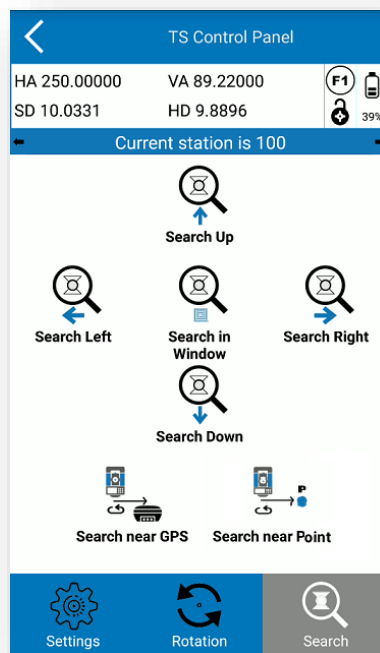 TS Control Panel
HA 250.00000 VA 89.22000 F1
SD 10.0331 HD 9.8896 39%
Current station is 100
Search Up
Search Left Search in Window Search Right
Search Down
P
Search near GPS Search near Point
Settings Rotation Search